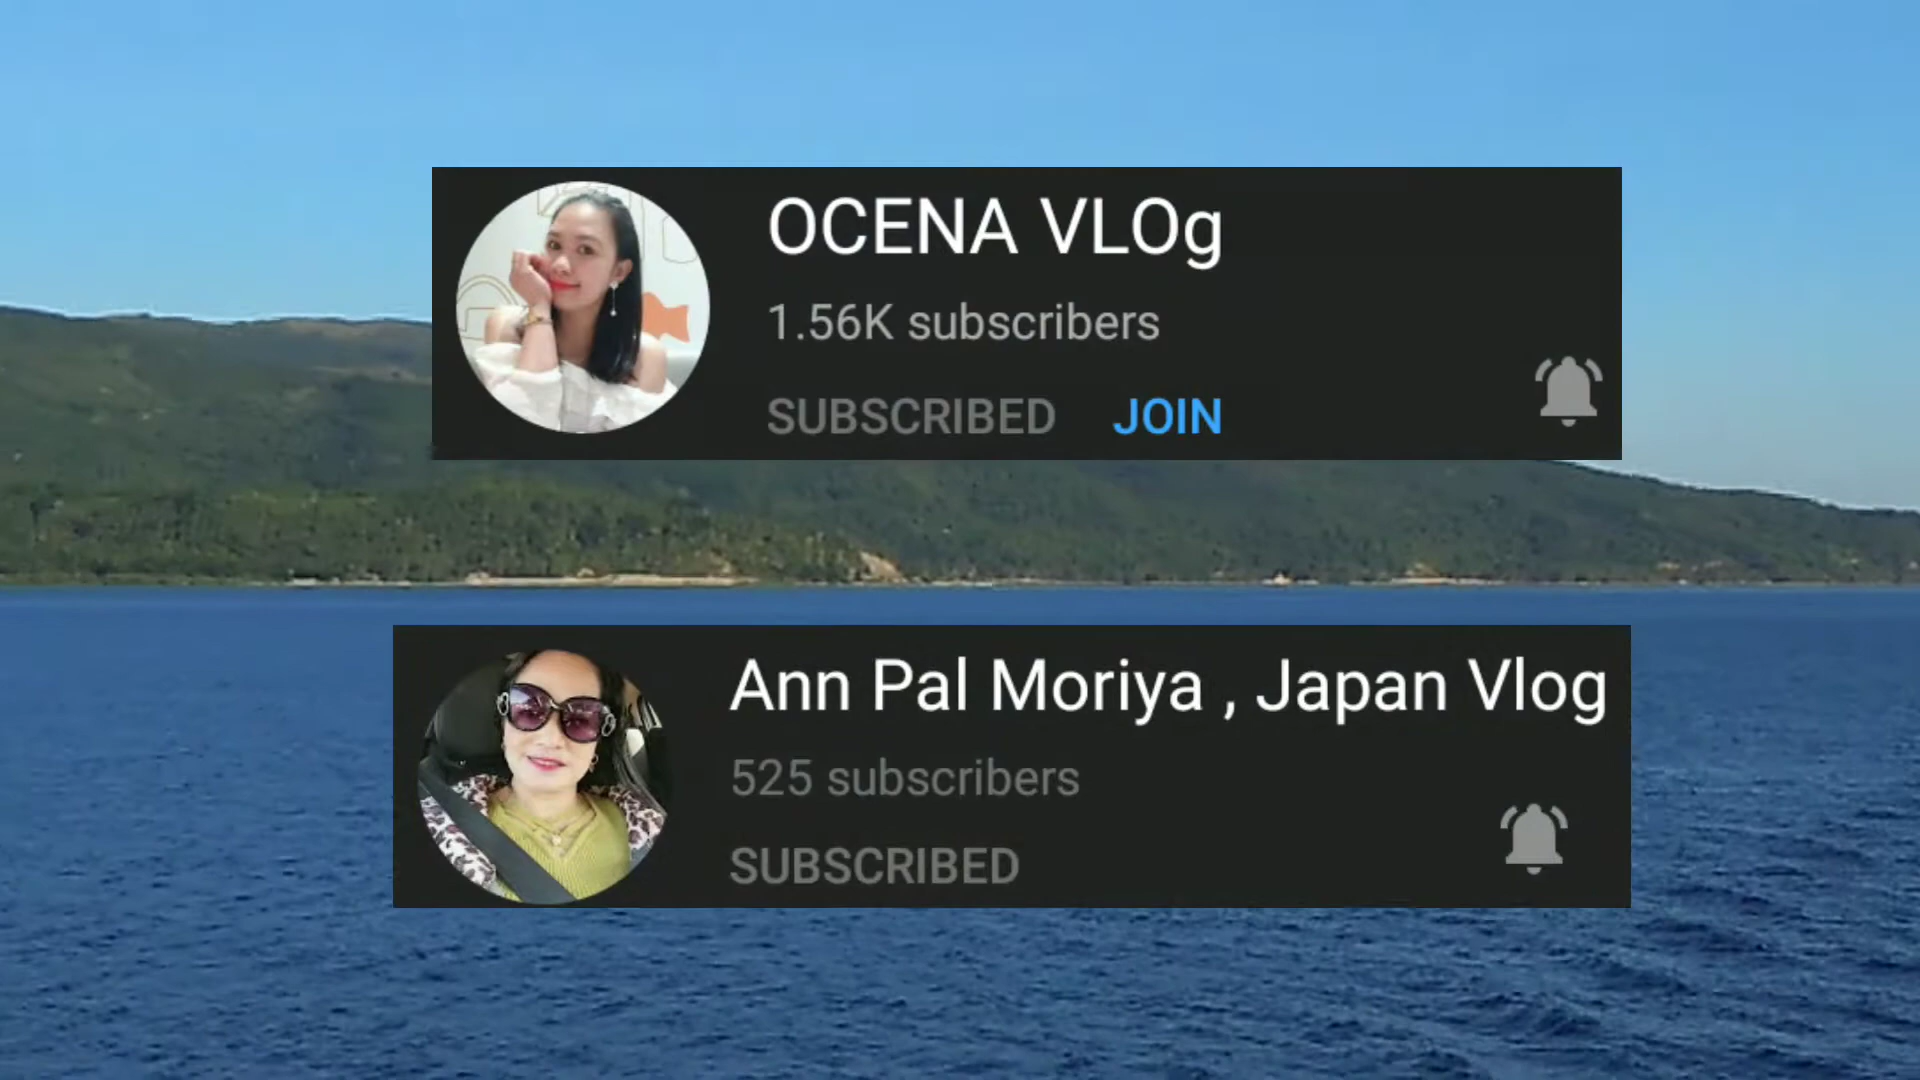 OCENA VLOg
1.56K subscribers
SUBSCRIBED JOIN
Ann Pal Moriya , Japan Vlog
525 subscribers
SUBSCRIBED